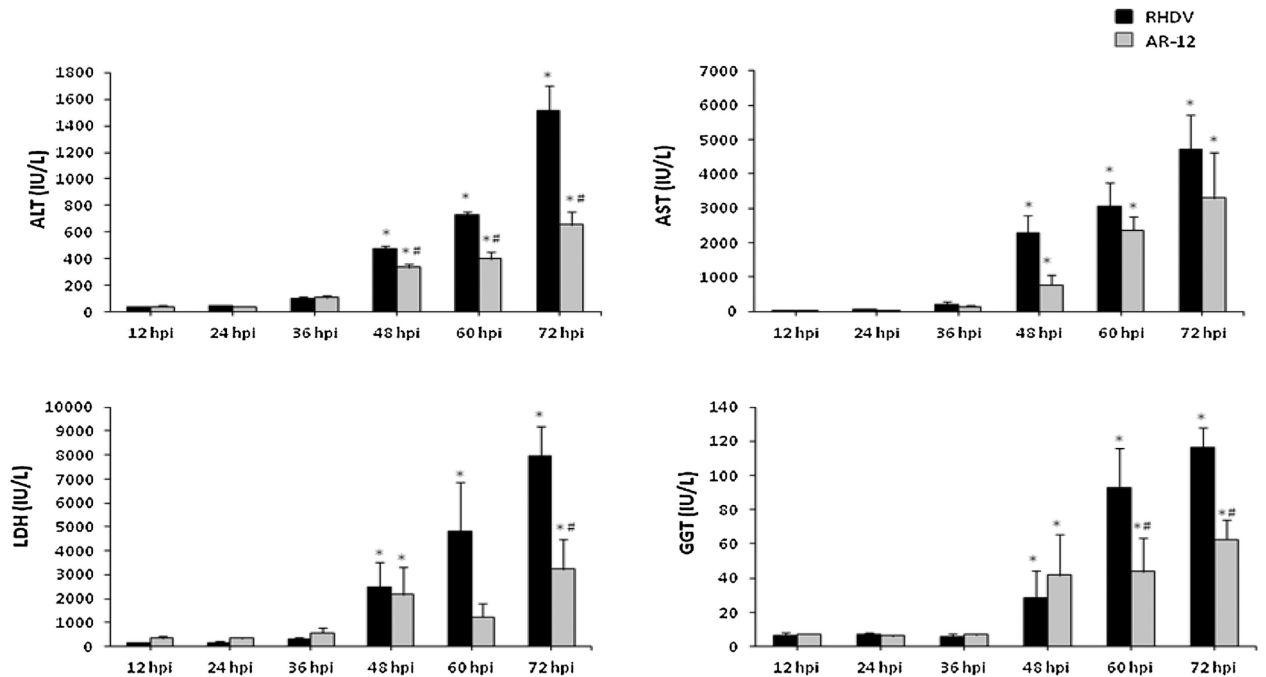 RHDV
AR-12
ALT (IU/L)
1800
1600
1400
1200
1000
800
600
400
200
0
* * # * * # * * #
12 hpi 24 hpi 36 hpi 48 hpi 60 hpi 72 hpi
AST (IU/L)
7000
6000
5000
4000
3000
2000
1000
0
* * * * * *
12 hpi 24 hpi 36 hpi 48 hpi 60 hpi 72 hpi
LDH (IU/L)
10000
9000
8000
7000
6000
5000
4000
3000
2000
1000
0
* * * * * #
12 hpi 24 hpi 36 hpi 48 hpi 60 hpi 72 hpi
GGT (IU/L)
140
120
100
80
60
40
20
0
* * * * # * * #
12 hpi 24 hpi 36 hpi 48 hpi 60 hpi 72 hpi